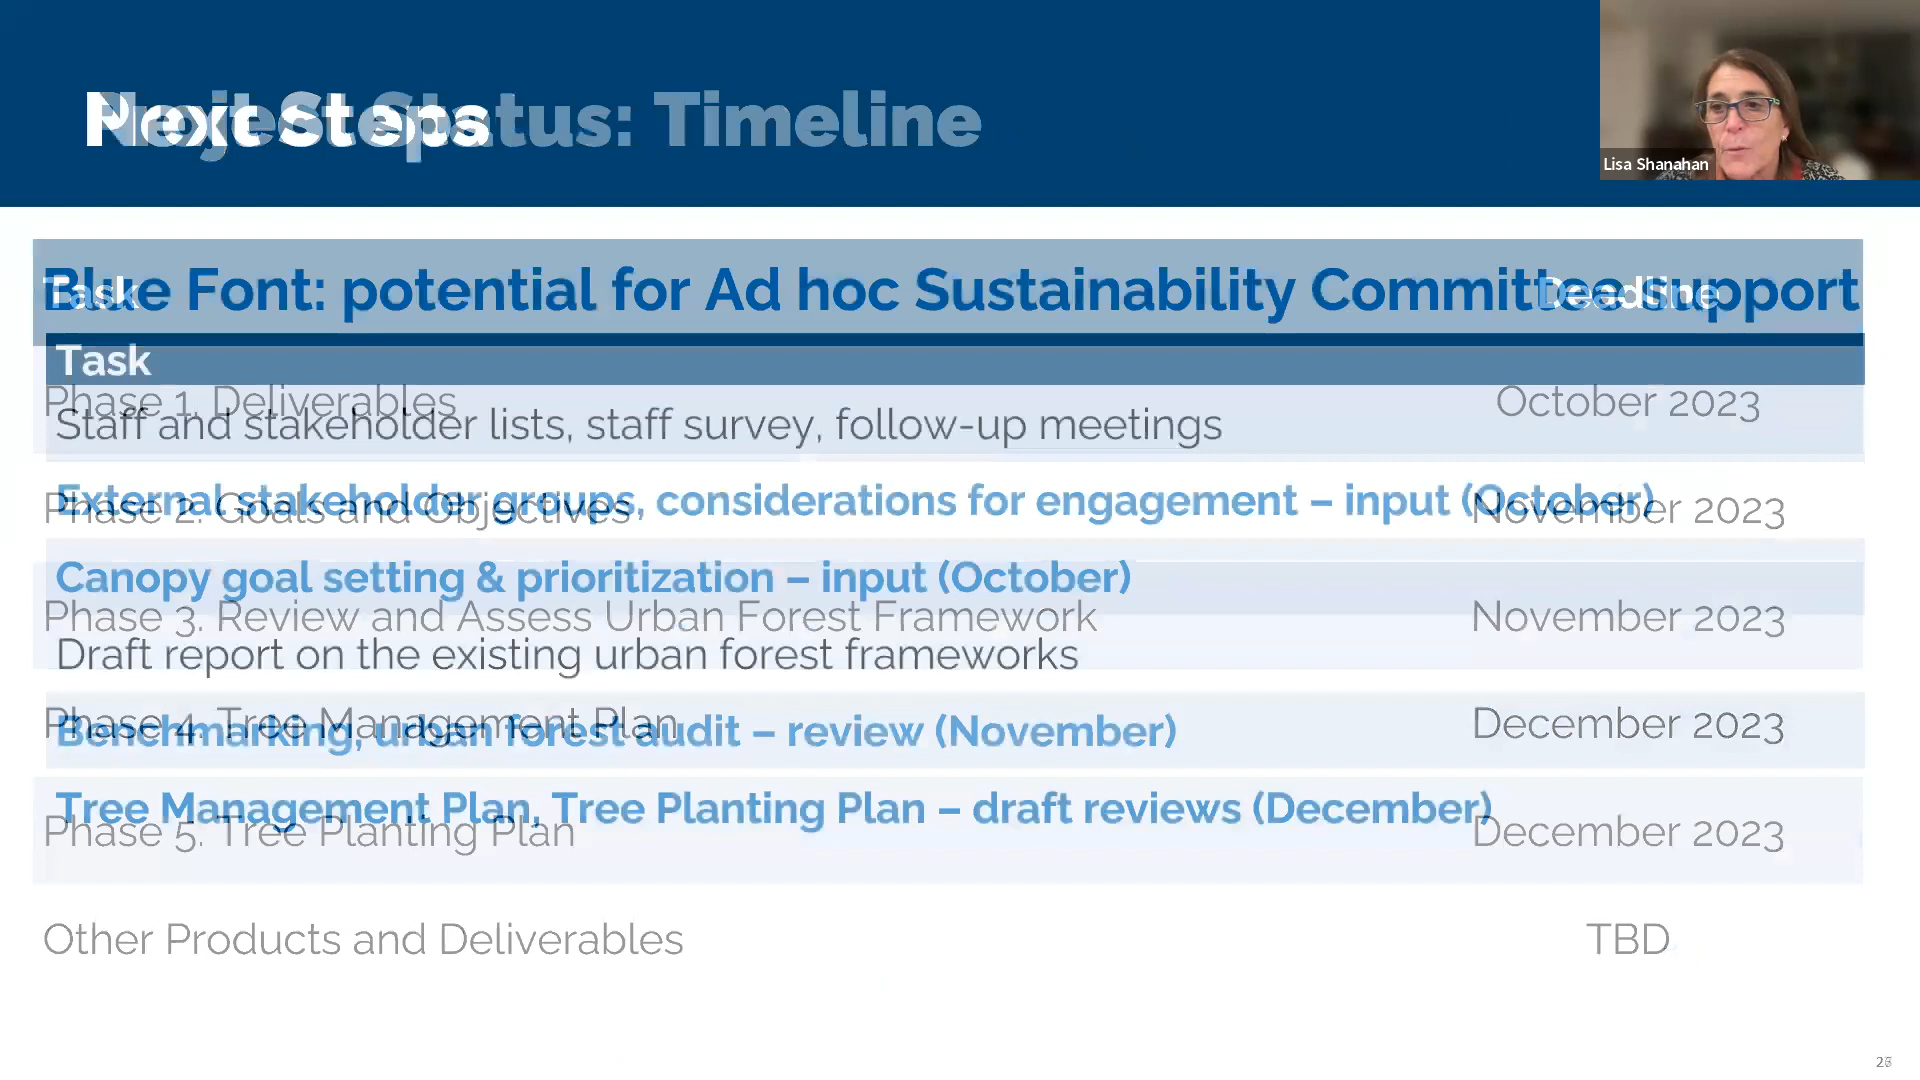 Next Steps
Project Status: Timeline
Lisa Shanahan
Blue Font: potential for Ad hoc Sustainability Committee support
Task
Deadline
Task
Phase 1. Deliverables
October 2023
Staff and stakeholder lists, staff survey, follow-up meetings
External stakeholder groups, considerations for engagement – input (October)
Phase 2. Goals and Objectives
November 2023
Canopy goal setting & prioritization – input (October)
Phase 3. Review and Assess Urban Forest Framework
November 2023
Draft report on the existing urban forest frameworks
Phase 4. Tree Management Plan
December 2023
Benchmarking, urban forest audit – review (November)
Tree Management Plan, Tree Planting Plan – draft reviews (December)
Phase 5. Tree Planting Plan
December 2023
Other Products and Deliverables
TBD